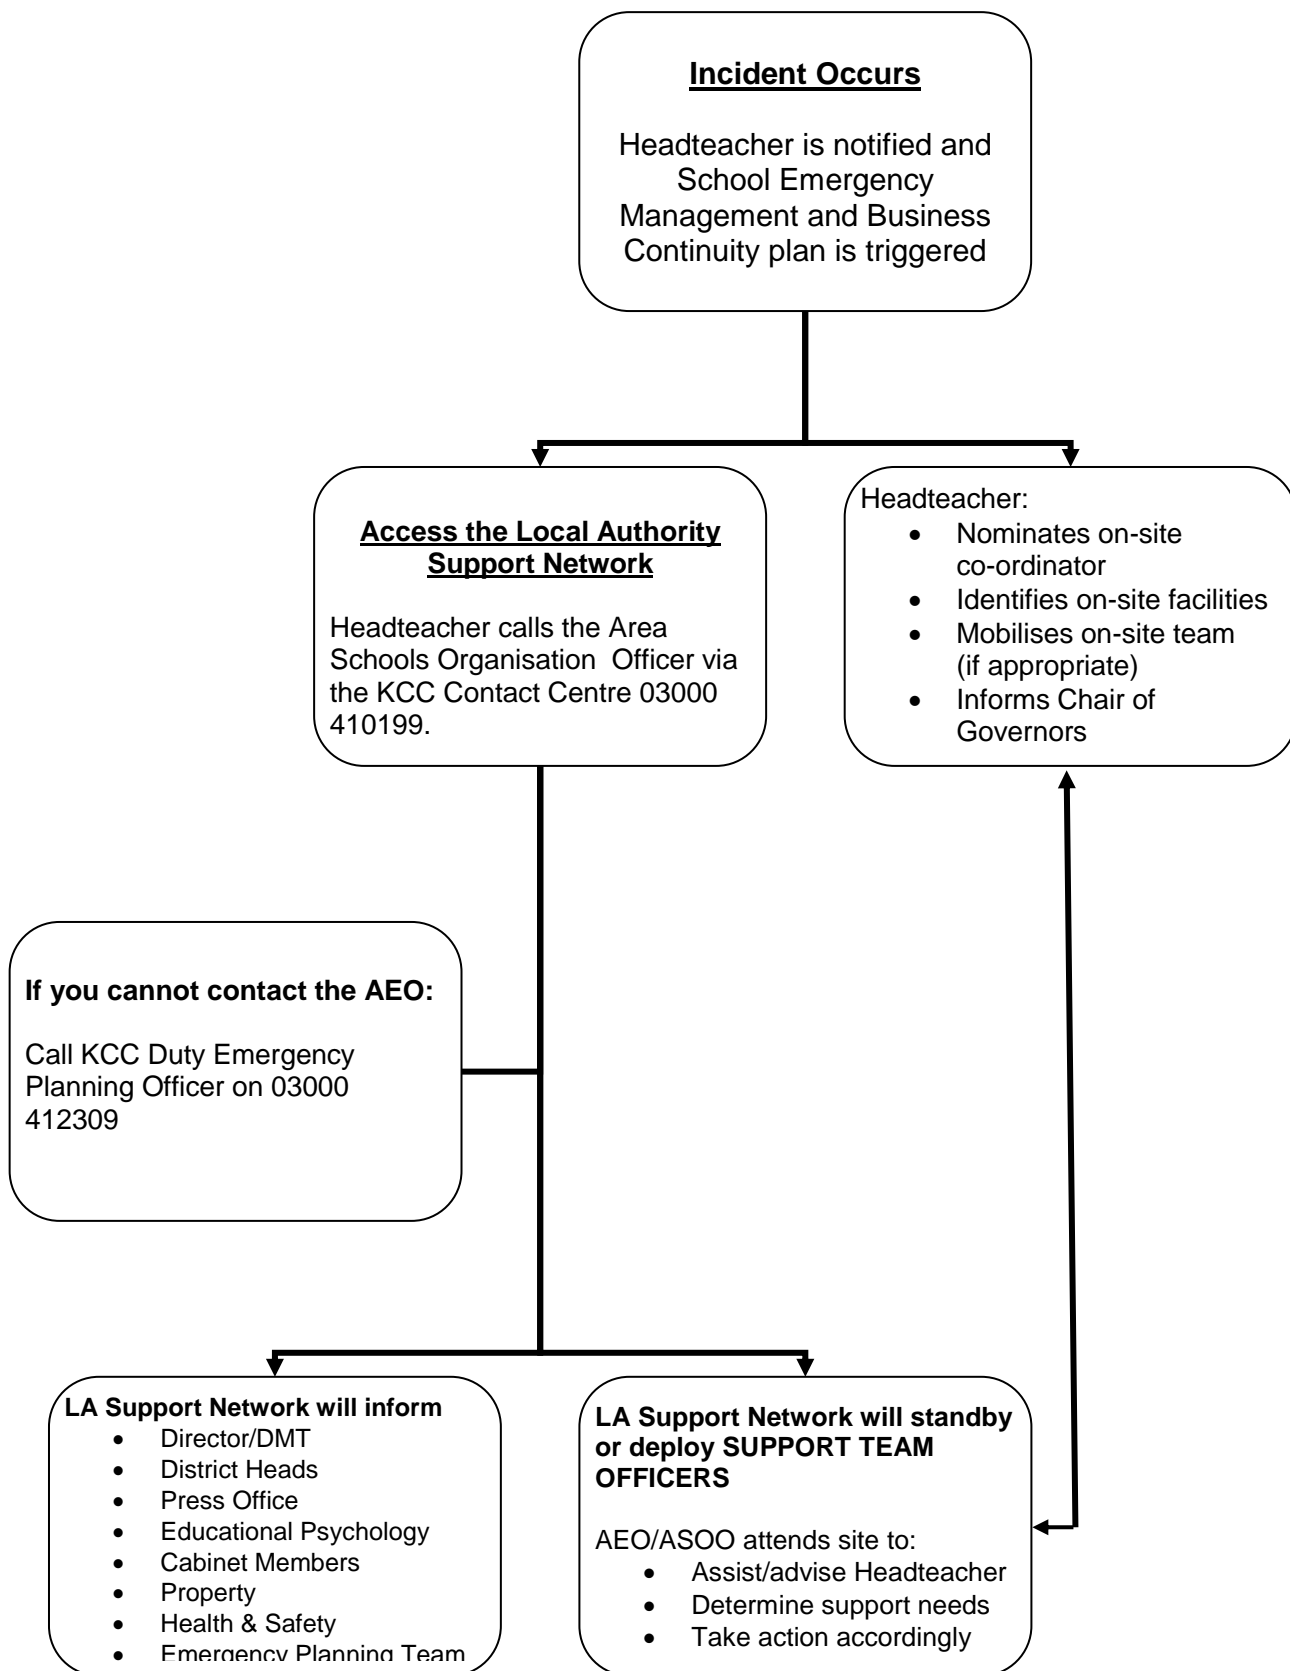 Incident Occurs
Headteacher is notified and
School Emergency
Management and Business
Continuity plan is triggered
Access the Local Authority
Support Network
Headteacher calls the Area
Schools Organisation  Officer via
the KCC Contact Centre 03000
410199.
Headteacher:
• Nominates on-site
co-ordinator
• Identifies on-site facilities
• Mobilises on-site team
(if appropriate)
• Informs Chair of
Governors
If you cannot contact the AEO:
Call KCC Duty Emergency
Planning Officer on 03000
412309
LA Support Network will inform
• Director/DMT
• District Heads
• Press Office
• Educational Psychology
• Cabinet Members
• Property
• Health & Safety
• Emergency Planning Team
LA Support Network will standby
or deploy SUPPORT TEAM
OFFICERS
AEO/ASOO attends site to:
• Assist/advise Headteacher
• Determine support needs
• Take action accordingly